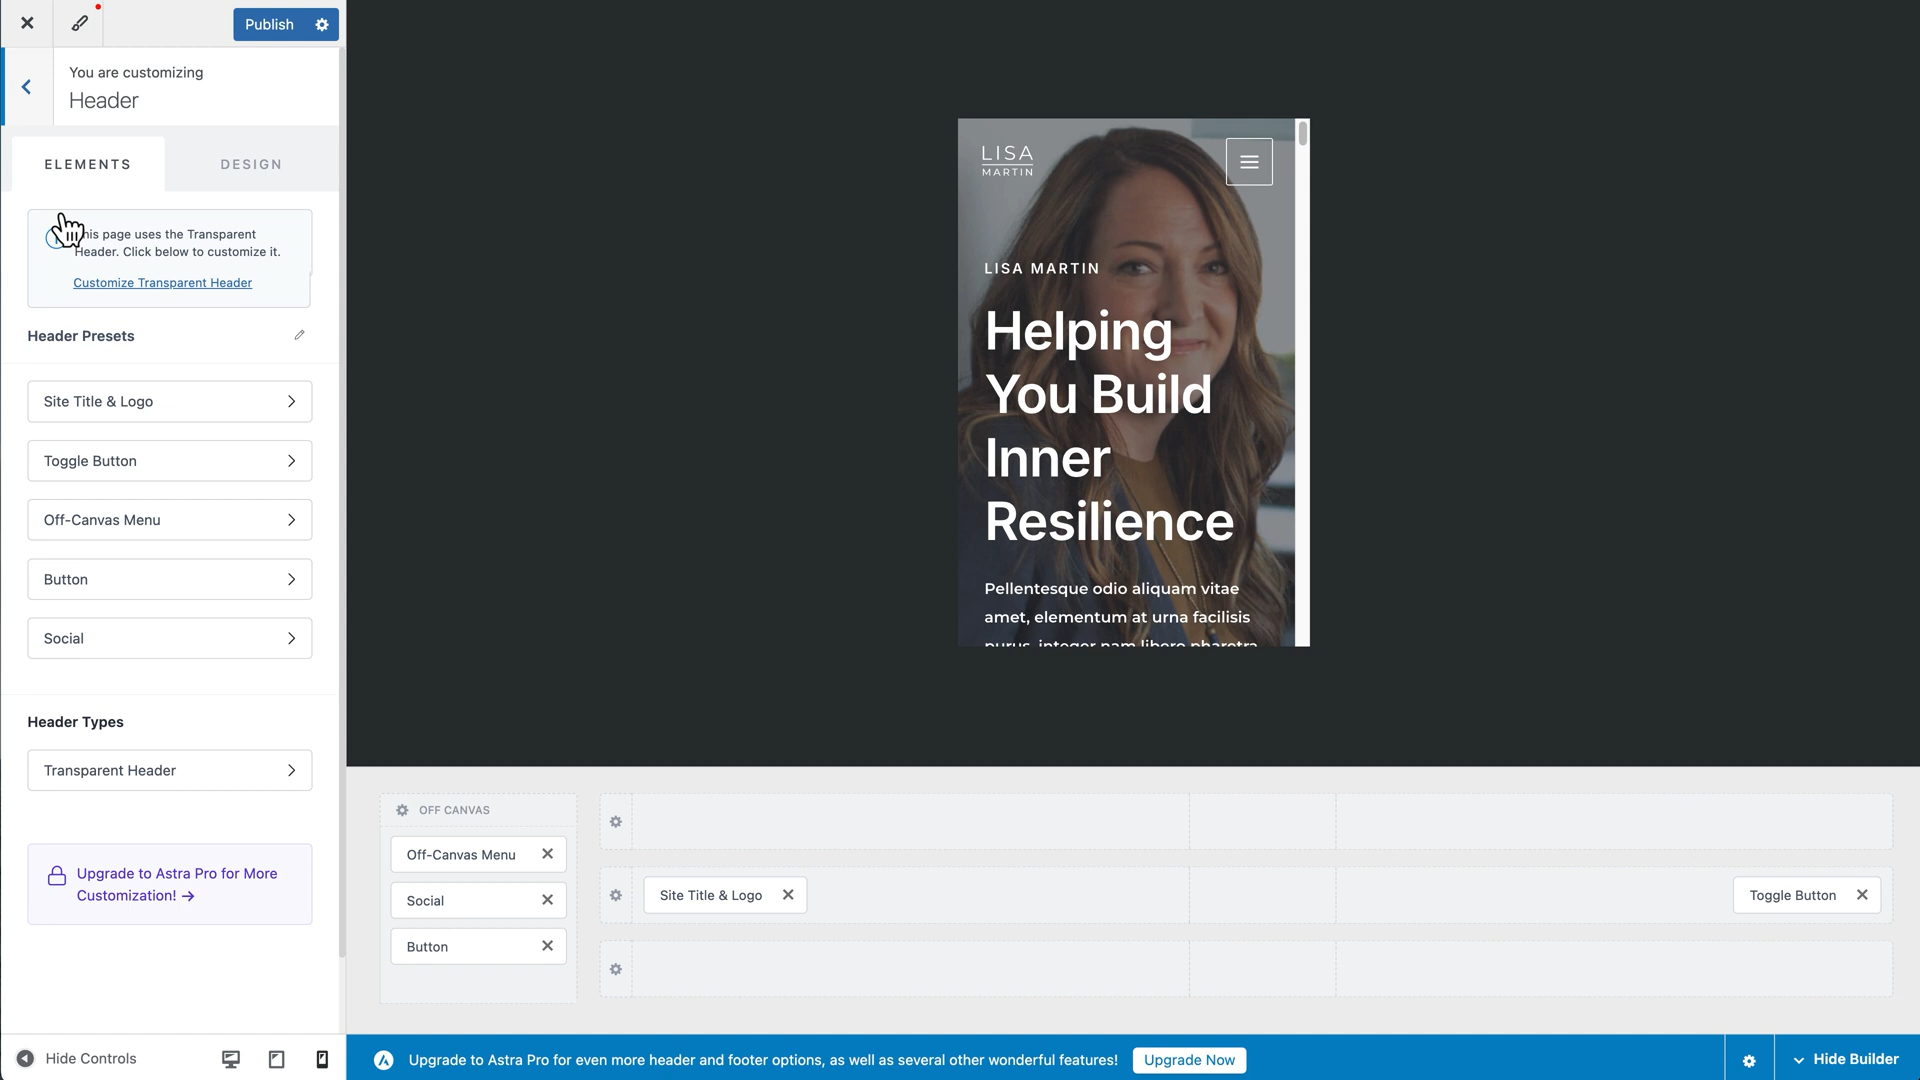 Publish
You are customizing
Header
ELEMENTS
DESIGN
his page uses the Transparent
Header. Click below to customize it.
Customize Transparent Header
Header Presets
Site Title & Logo
Toggle Button
Off-Canvas Menu
Button
Social
Header Types
Transparent Header
Upgrade to Astra Pro for More
Customization! →
Hide Controls
LISA
MARTIN
LISA MARTIN
Helping
You Build
Inner
Resilience
Pellentesque odio aliquam vitae
amet, elementum at urna facilisis
purus, integer nam libero pharetra
OFF CANVAS
Off-Canvas Menu
Social
Button
Site Title & Logo
Toggle Button
Upgrade to Astra Pro for even more header and footer options, as well as several other wonderful features!
Upgrade Now
Hide Builder